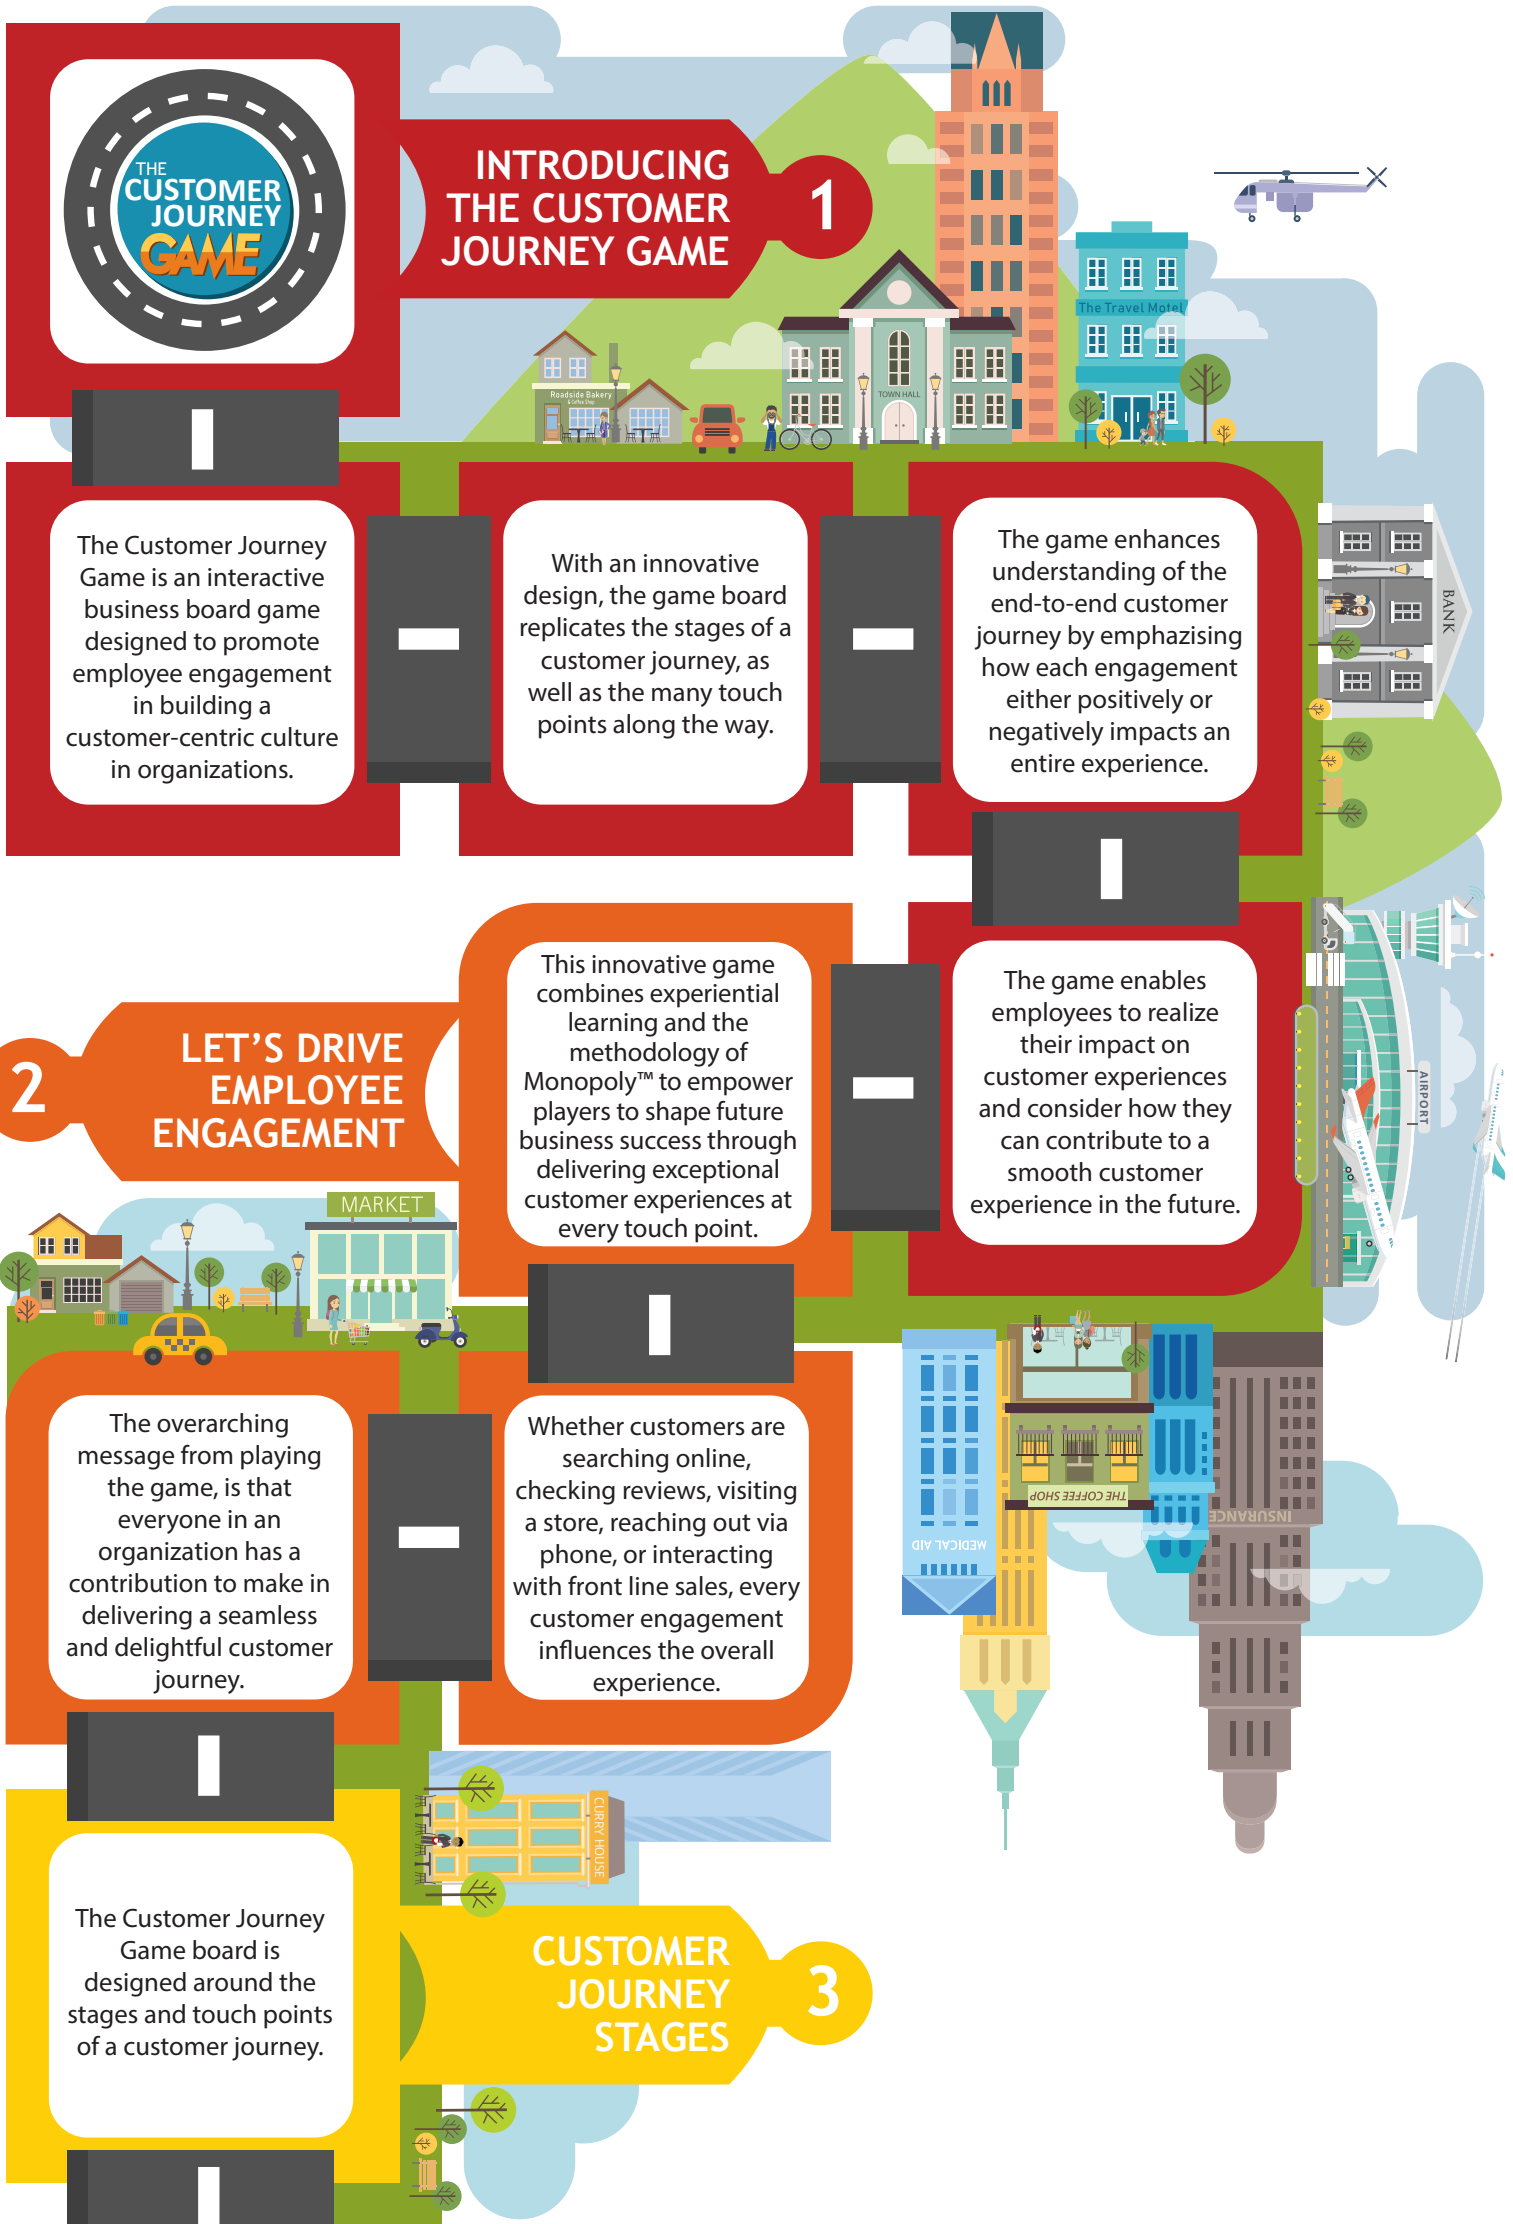 THE
CUSTOMER
JOURNEY
GAME
INTRODUCING
THE CUSTOMER
JOURNEY GAME
1
The Travel Motel
Roadside Bakery
& Coffee Shop
TOWN HALL
The Customer Journey
Game is an interactive
business board game
designed to promote
employee engagement
in building a
customer-centric culture
in organizations.
With an innovative
design, the game board
replicates the stages of a
customer journey, as
well as the many touch
points along the way.
The game enhances
understanding of the
end-to-end customer
journey by emphazising
how each engagement
either positively or
negatively impacts an
entire experience.
BANK
The game enables
employees to realize
their impact on
customer experiences
and consider how they
can contribute to a
smooth customer
experience in the future.
AIRPORT
This innovative game
combines experiential
learning and the
methodology of
Monopoly™ to empower
players to shape future
business success through
delivering exceptional
customer experiences at
every touch point.
2
LET'S DRIVE
EMPLOYEE
ENGAGEMENT
MARKET
Whether customers are
searching online,
checking reviews, visiting
a store, reaching out via
phone, or interacting
with front line sales, every
customer engagement
influences the overall
experience.
The overarching
message from playing
the game, is that
everyone in an
organization has a
contribution to make in
delivering a seamless
and delightful customer
journey.
THE COFFEE SHOP
INSURANCE
MEDICAL AID
CURRY HOUSE
The Customer Journey
Game board is
designed around the
stages and touch points
of a customer journey.
CUSTOMER
JOURNEY
STAGES
3